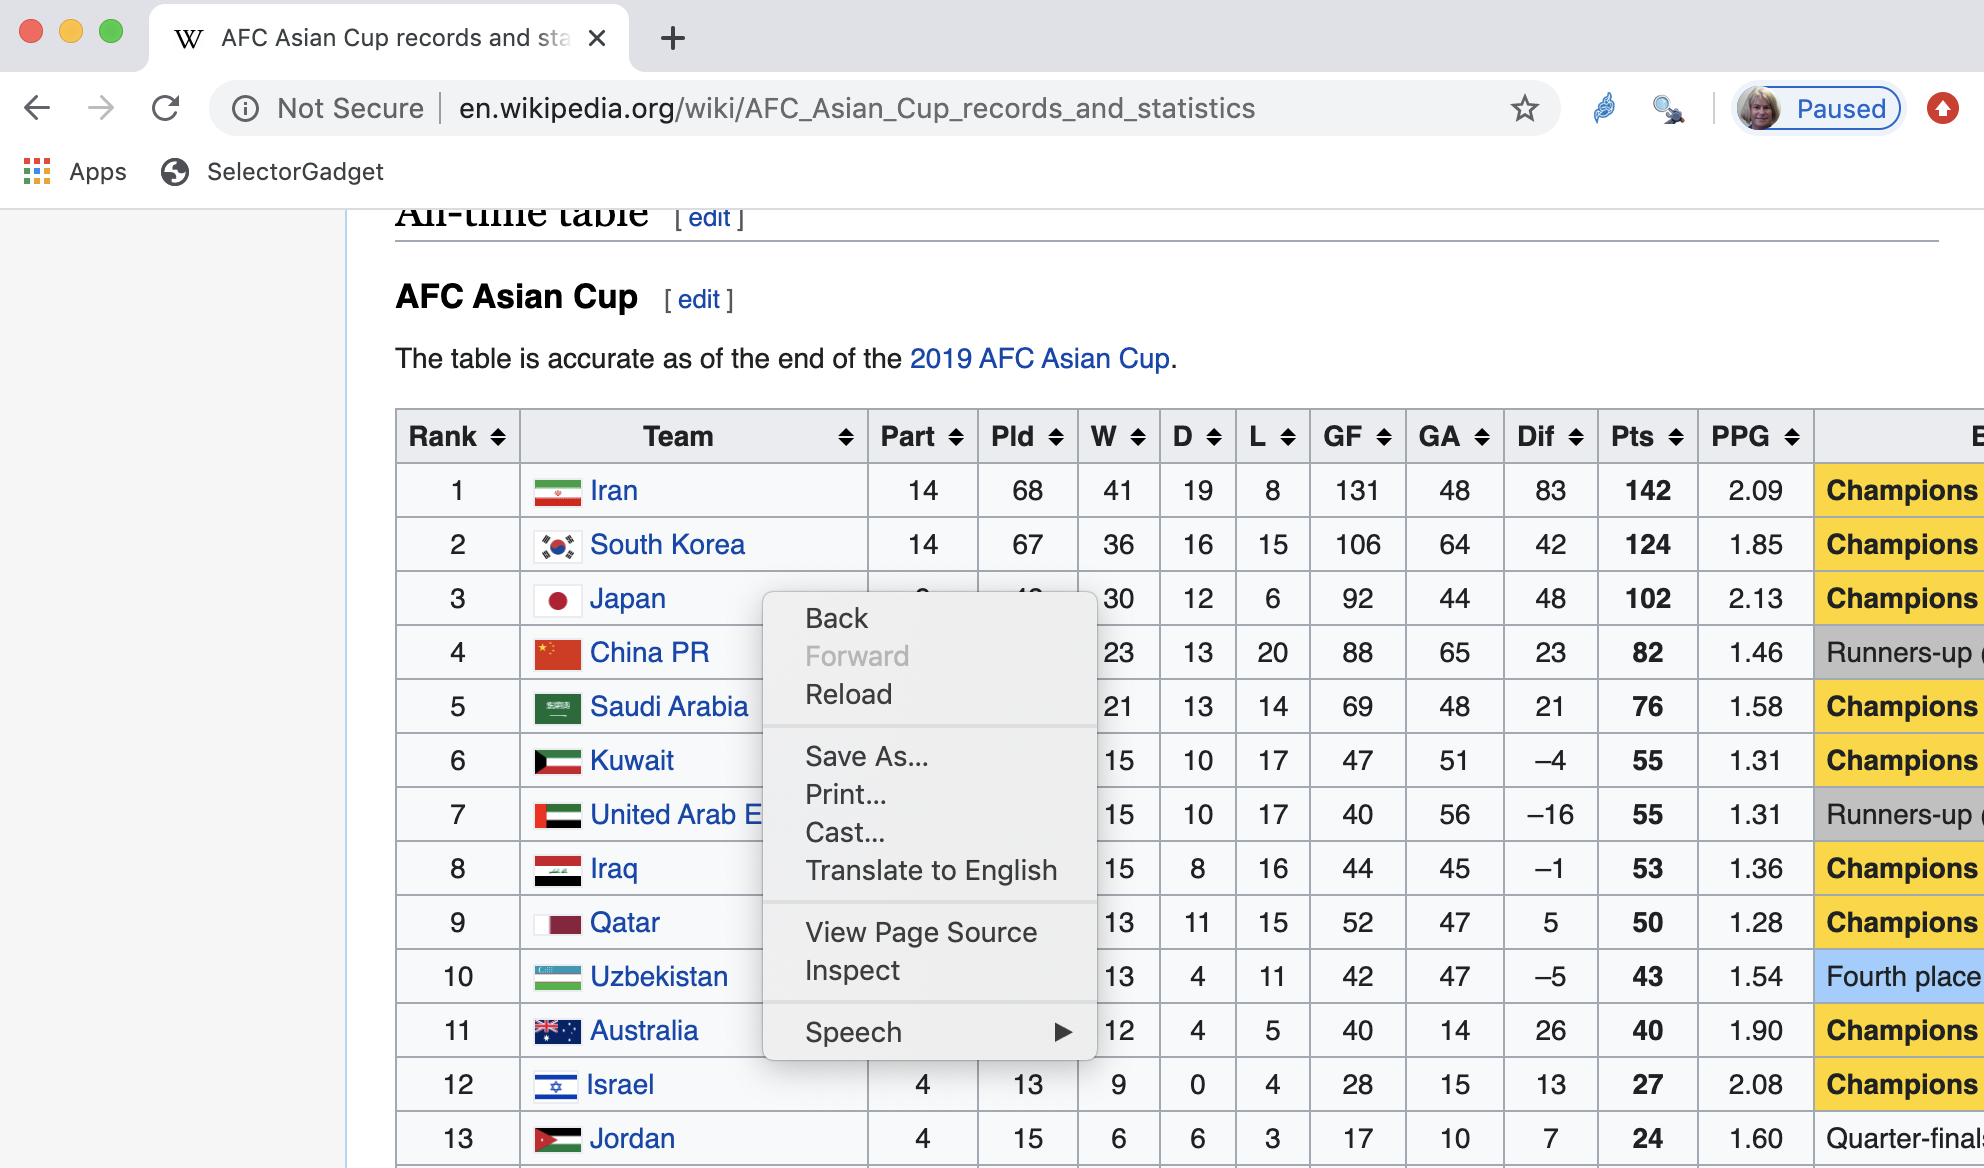 W AFC Asian Cup records and sta
Not Secure en.wikipedia.org/wiki/AFC_Asian_Cup_records_and_statistics Paused
Apps SelectorGadget
All-time table [ edit ]
AFC Asian Cup [ edit ]
The table is accurate as of the end of the 2019 AFC Asian Cup.
Rank Team Part Pld W D L GF GA Dif Pts PPG
1 Iran 14 68 41 19 8 131 48 83 142 2.09 Champions
2 South Korea 14 67 36 16 15 106 64 42 124 1.85 Champions
3 Japan 30 12 6 92 44 48 102 2.13 Champions
4 China PR 23 13 20 88 65 23 82 1.46 Runners-up
5 Saudi Arabia 21 13 14 69 48 21 76 1.58 Champions
6 Kuwait 15 10 17 47 51 –4 55 1.31 Champions
7 United Arab E 15 10 17 40 56 –16 55 1.31 Runners-up
8 Iraq 15 8 16 44 45 –1 53 1.36 Champions
9 Qatar 13 11 15 52 47 5 50 1.28 Champions
10 Uzbekistan 13 4 11 42 47 –5 43 1.54 Fourth place
11 Australia 12 4 5 40 14 26 40 1.90 Champions
12 Israel 4 13 9 0 4 28 15 13 27 2.08 Champions
13 Jordan 4 15 6 6 3 17 10 7 24 1.60 Quarter-finals
Back
Forward
Reload
Save As...
Print...
Cast...
Translate to English
View Page Source
Inspect
Speech